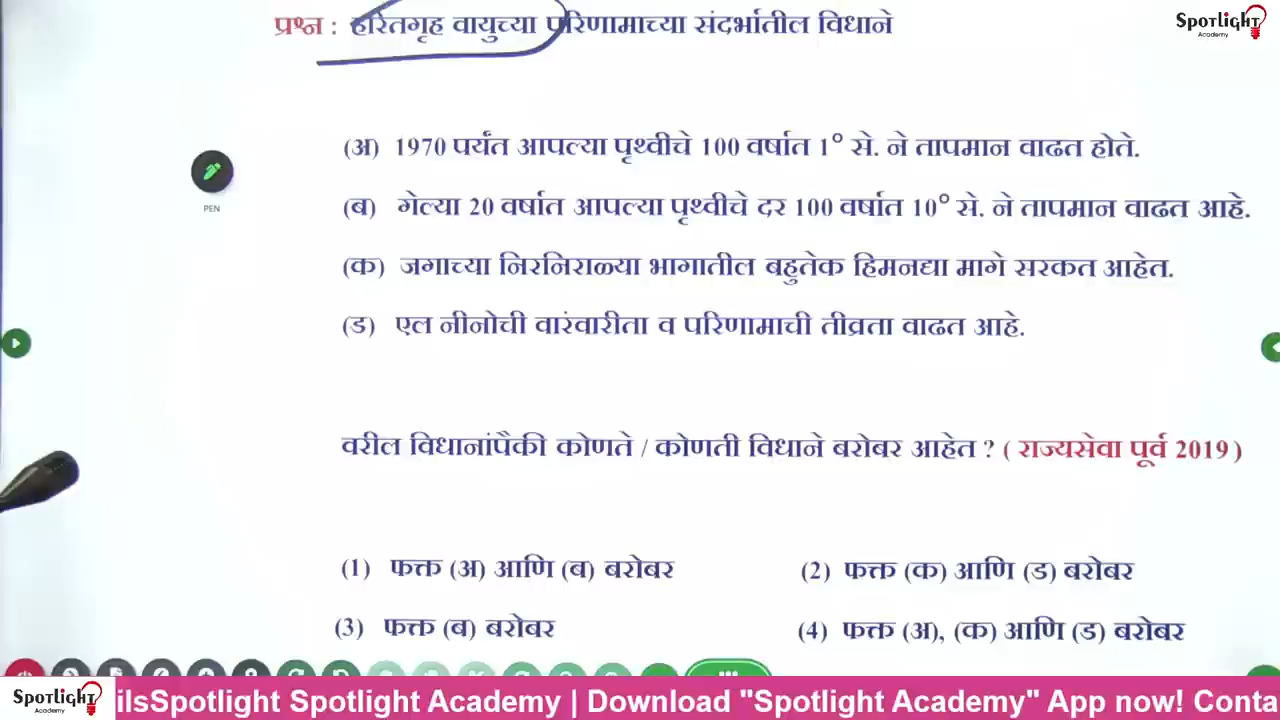 प्रश्न : हरितगृह वायुच्या परिणामाच्या संदर्भातील विधाने
Spotlight
Academy
(अ) 1970 पर्यंत आपल्या पृथ्वीचे 100 वर्षात 1° से. ने तापमान वाढत होते.
PEN
(ब) गेल्या 20 वर्षात आपल्या पृथ्वीचे दर 100 वर्षात 10° से. ने तापमान वाढत आहे.
(क) जगाच्या निरनिराळ्या भागातील बहुतेक हिमनद्या मागे सरकत आहेत.
(ड) एल नीनोची वारंवारीता व परिणामाची तीव्रता वाढत आहे.
वरील विधानांपैकी कोणते / कोणती विधाने बरोबर आहेत ? ( राज्यसेवा पूर्व 2019 )
(1) फक्त (अ) आणि (ब) बरोबर (2) फक्त (क) आणि (ड) बरोबर
(3) फक्त (ब) बरोबर (4) फक्त (अ), (क) आणि (ड) बरोबर
Spotlight
Academy
ilsSpotlight Spotlight Academy | Download "Spotlight Academy" App now! Conta